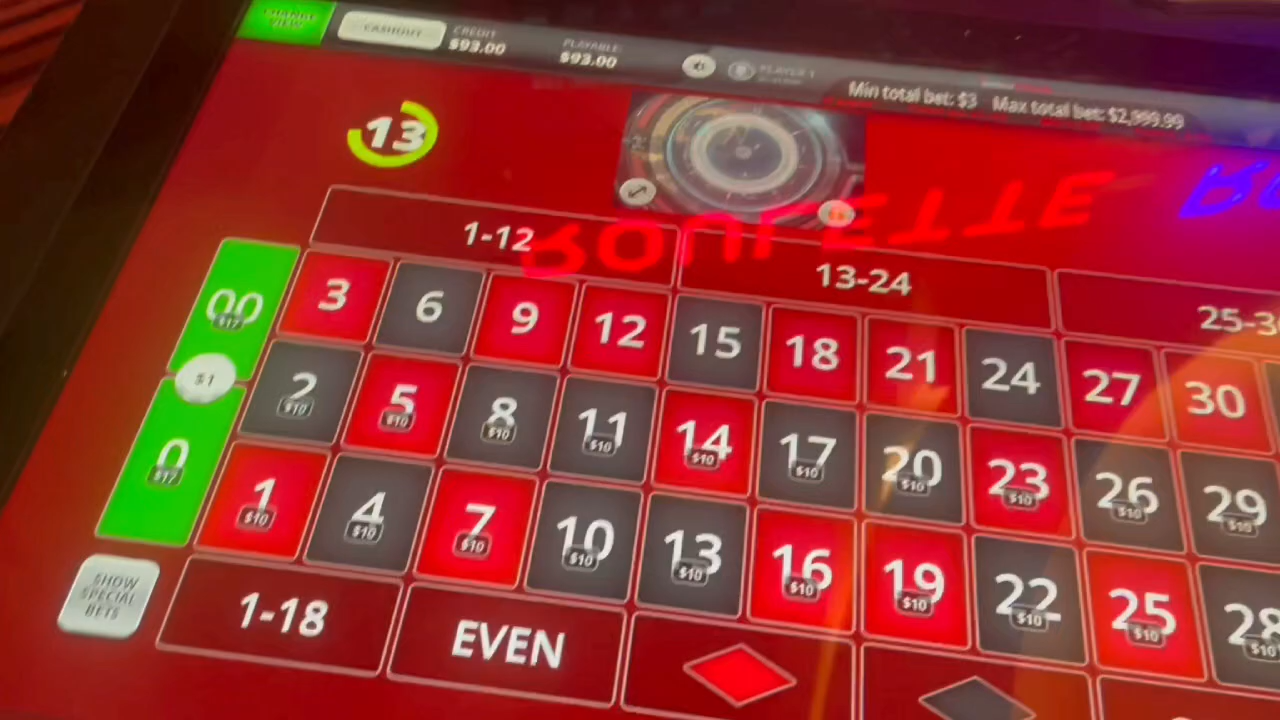 CHANGE
CASHOUT
CREDIT
$93.00
PLAYABLE:
$93.00
PLAYER 1
Min total bet: $3 Max total bet: $2,999.99
13
ROULETTE
1-12
13-24
25-3
00 3 6 9 12 15 18 21 24 27 30
$17
$1
2 5 8 11 14 17 20 23 26 29
$10 $10 $10 $10 $10 $10 $10 $10 $10 $10
0
$17
1 4 7 10 13 16 19 22 25 28
$10 $10 $10 $10 $10 $10 $10 $10 $10 $10
SHOW
SPECIAL
BETS
1-18
EVEN